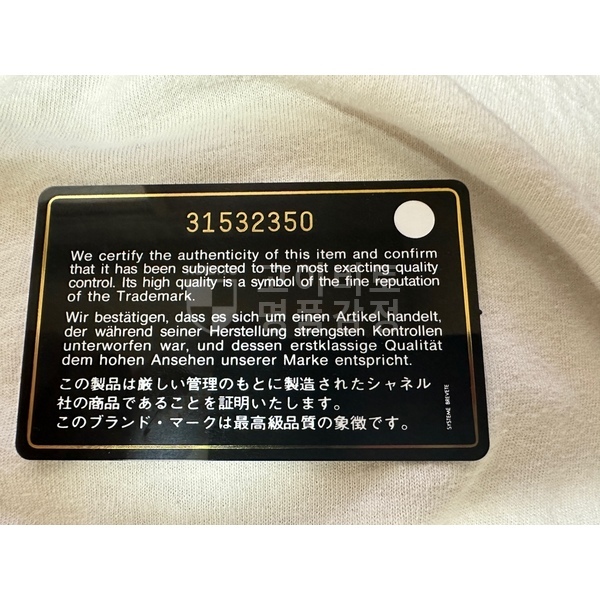 31532350
We certify the authenticity of this item and confirm
that it has been subjected to the most exacting quality
control. Its high quality is a symbol of the fine reputation
of the Trademark.
Wir bestätigen, dass es sich um einen Artikel handelt,
der während seiner Herstellung strengsten Kontrollen
unterworfen war, und dessen erstklassige Qualität
dem hohen Ansehen unserer Marke entspricht.
この製品は厳しい管理のもとに製造されたシャネル
社の商品であることを証明いたします。
このブランド・マークは最高級品質の象徴です。
SYSTEME BREVETE